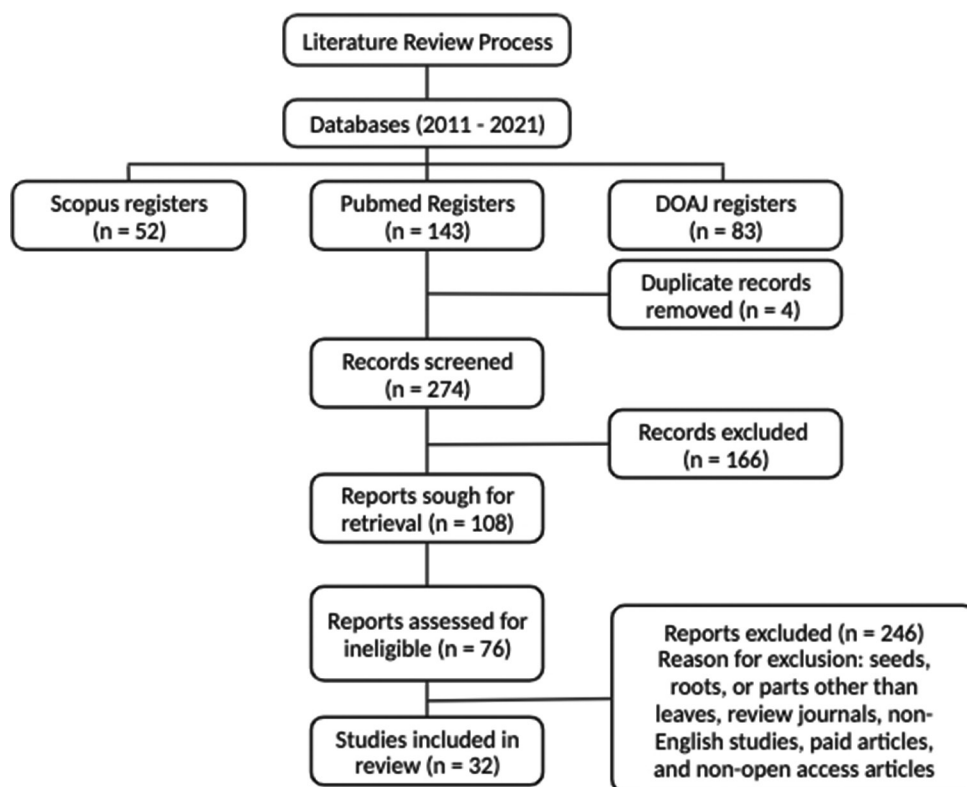 Literature Review Process
Databases (2011 - 2021)
Scopus registers
(n = 52)
Pubmed Registers
(n = 143)
DOAJ registers
(n = 83)
Duplicate records
removed (n = 4)
Records screened
(n = 274)
Records excluded
(n = 166)
Reports sough for
retrieval (n = 108)
Reports assessed for
ineligible (n = 76)
Reports excluded (n = 246)
Reason for exclusion: seeds,
roots, or parts other than
leaves, review journals, non-
English studies, paid articles,
and non-open access articles
Studies included in
review (n = 32)